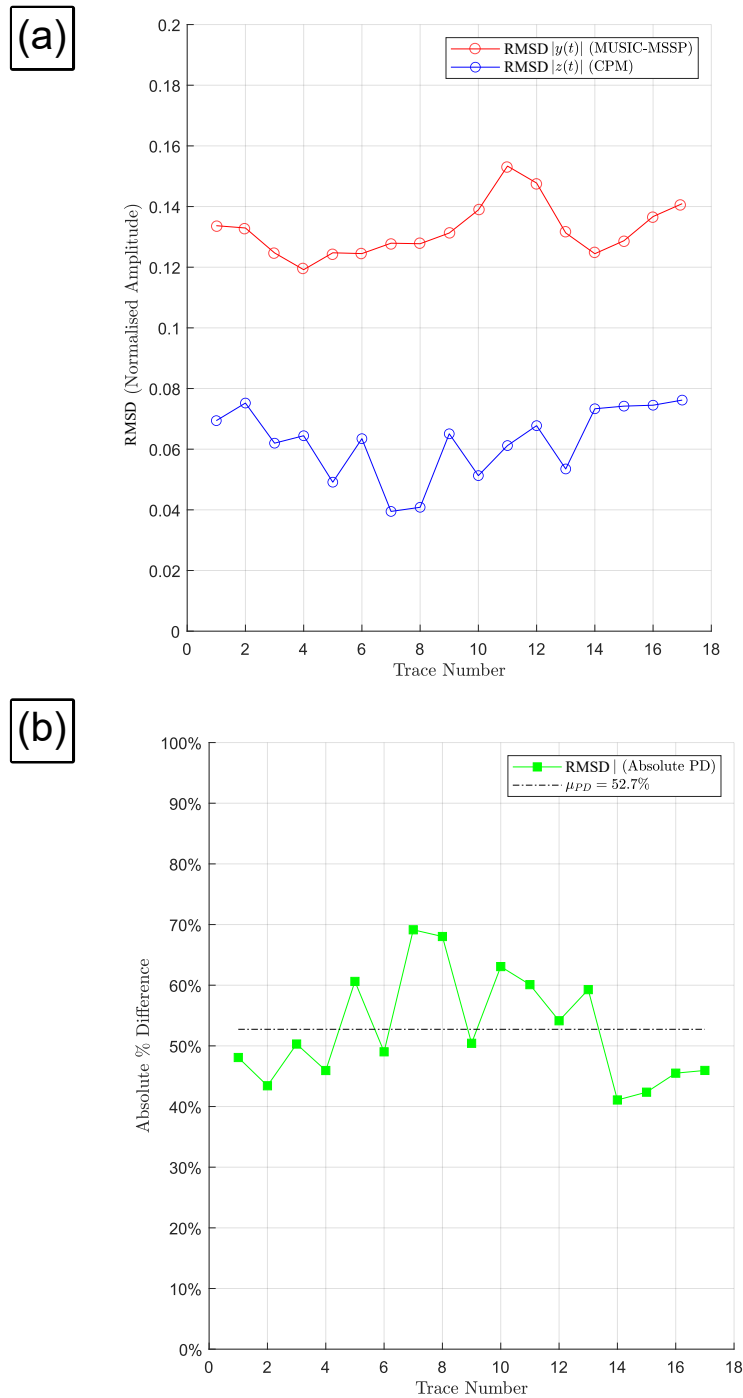 (a)
0.2
0.18
0.16
0.14
0.12
0.1
0.08
0.06
0.04
0.02
0
RMSD (Normalised Amplitude)
RMSD |y(t)| (MUSIC-MSSP)
RMSD |z(t)| (CPM)
0 2 4 6 8 10 12 14 16 18
Trace Number
(b)
100%
90%
80%
70%
60%
50%
40%
30%
20%
10%
0%
Absolute % Difference
RMSD | (Absolute PD)
μ_{PD} = 52.7%
0 2 4 6 8 10 12 14 16 18
Trace Number